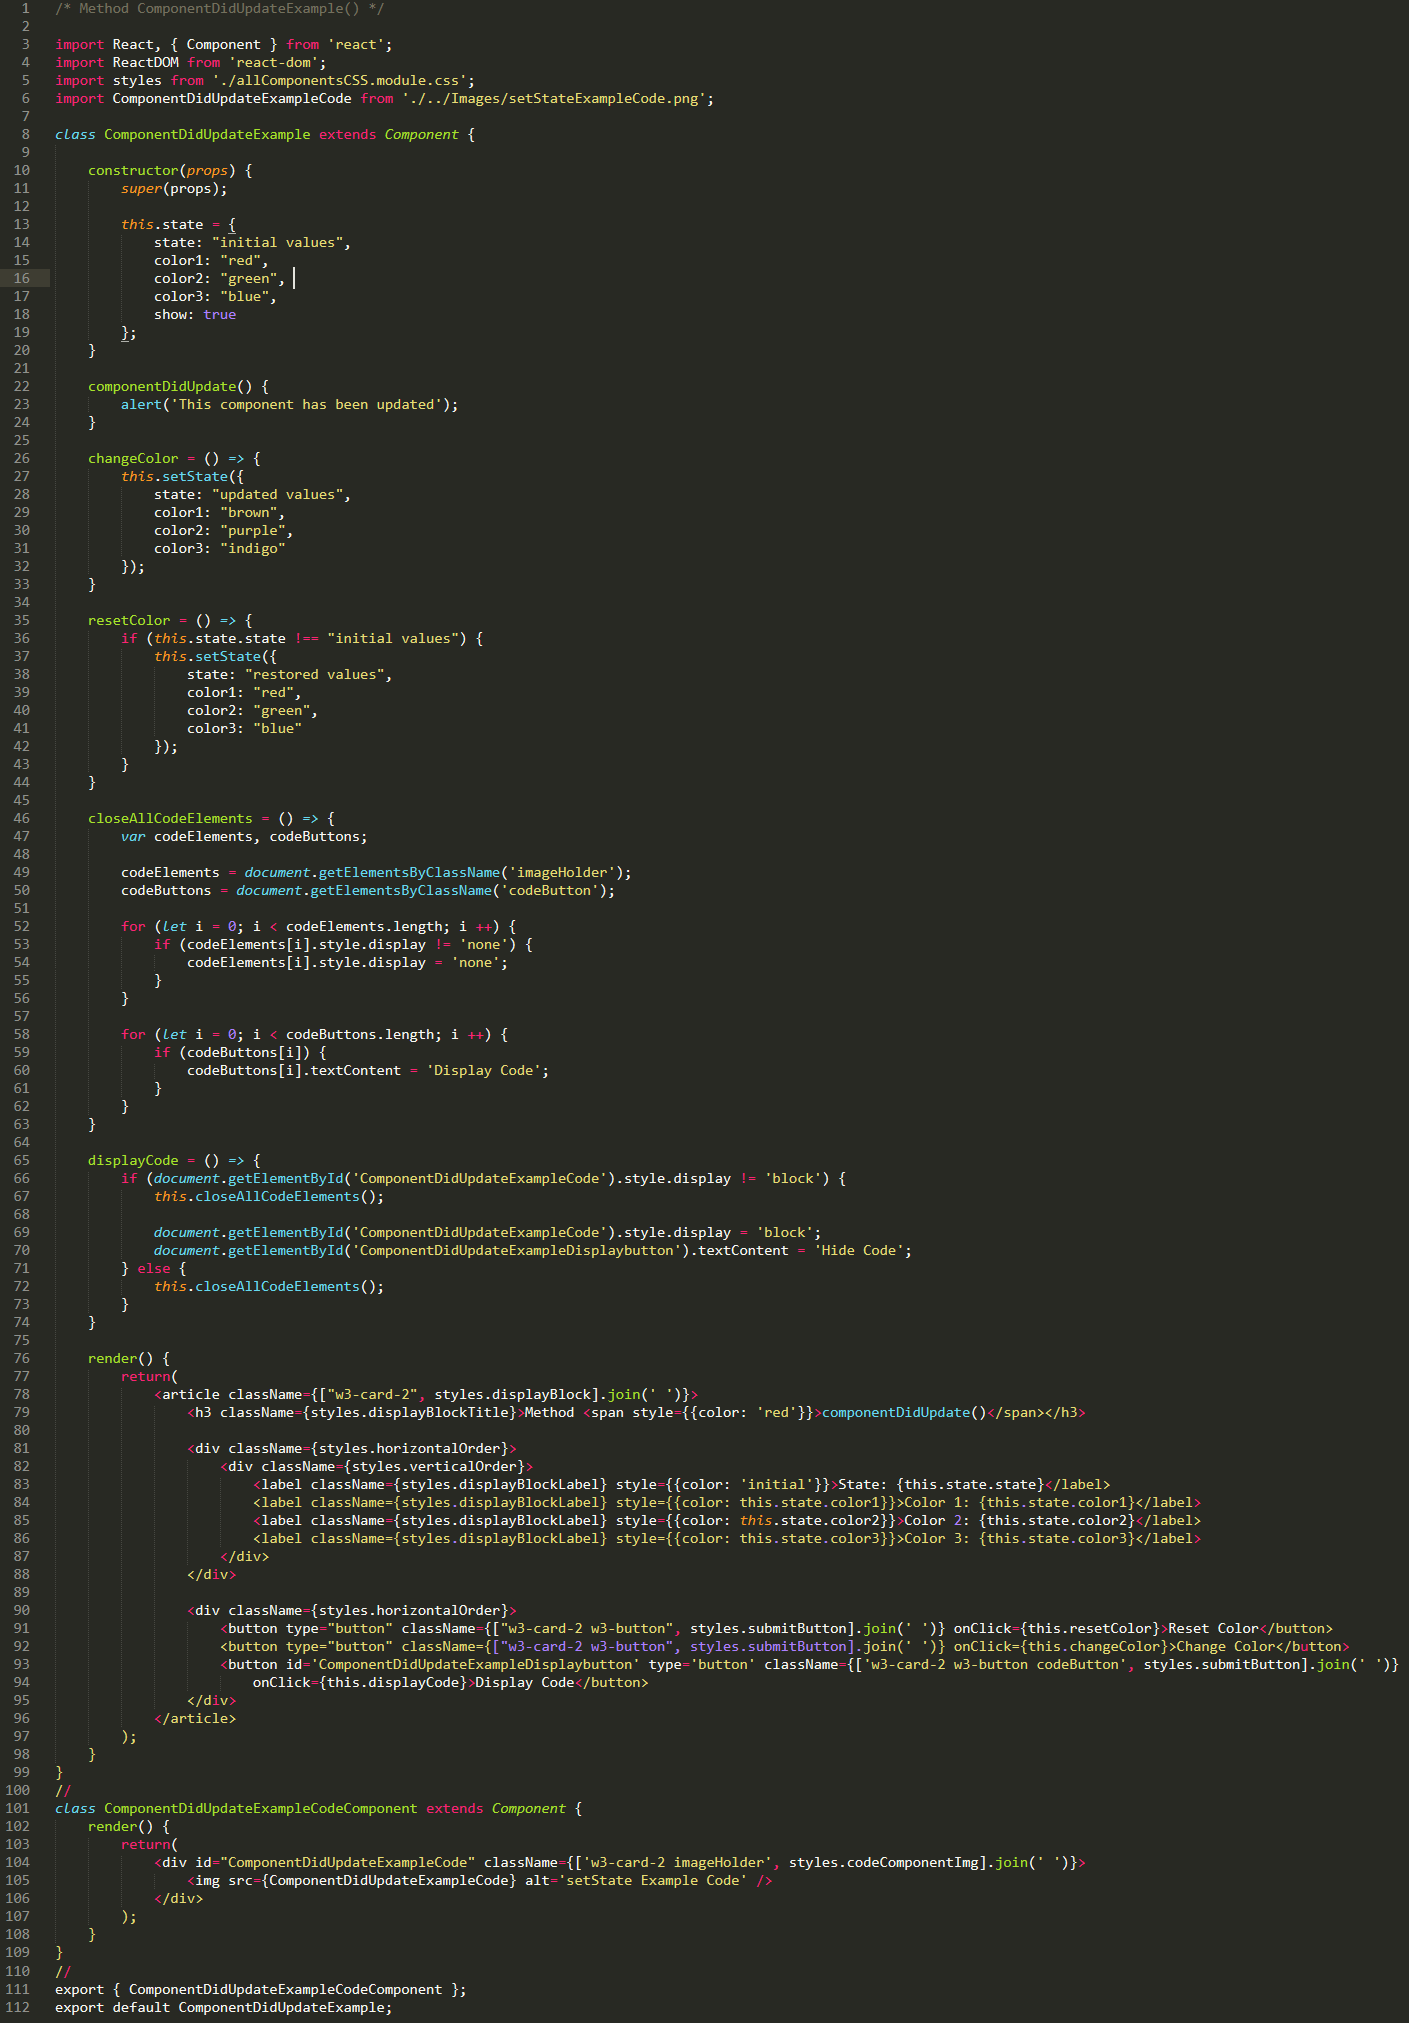 1 /* Method ComponentDidUpdateExample() */
2
3 import React, { Component } from 'react';
4 import ReactDOM from 'react-dom';
5 import styles from './allComponentsCSS.module.css';
6 import ComponentDidUpdateExampleCode from './../Images/setStateExampleCode.png';
7
8 class ComponentDidUpdateExample extends Component {
9
10     constructor(props) {
11         super(props);
12
13         this.state = {
14             state: "initial values",
15             color1: "red",
16             color2: "green",
17             color3: "blue",
18             show: true
19         };
20     }
21
22     componentDidUpdate() {
23         alert('This component has been updated');
24     }
25
26     changeColor = () => {
27         this.setState({
28             state: "updated values",
29             color1: "brown",
30             color2: "purple",
31             color3: "indigo"
32         });
33     }
34
35     resetColor = () => {
36         if (this.state.state !== "initial values") {
37             this.setState({
38                 state: "restored values",
39                 color1: "red",
40                 color2: "green",
41                 color3: "blue"
42             });
43         }
44     }
45
46     closeAllCodeElements = () => {
47         var codeElements, codeButtons;
48
49         codeElements = document.getElementsByClassName('imageHolder');
50         codeButtons = document.getElementsByClassName('codeButton');
51
52         for (let i = 0; i < codeElements.length; i ++) {
53             if (codeElements[i].style.display != 'none') {
54                 codeElements[i].style.display = 'none';
55             }
56         }
57
58         for (let i = 0; i < codeButtons.length; i ++) {
59             if (codeButtons[i]) {
60                 codeButtons[i].textContent = 'Display Code';
61             }
62         }
63     }
64
65     displayCode = () => {
66         if (document.getElementById('ComponentDidUpdateExampleCode').style.display != 'block') {
67             this.closeAllCodeElements();
68
69             document.getElementById('ComponentDidUpdateExampleCode').style.display = 'block';
70             document.getElementById('ComponentDidUpdateExampleDisplaybutton').textContent = 'Hide Code';
71         } else {
72             this.closeAllCodeElements();
73         }
74     }
75
76     render() {
77         return(
78             <article className={["w3-card-2", styles.displayBlock].join(' ')}>
79                 <h3 className={styles.displayBlockTitle}>Method <span style={{color: 'red'}}>componentDidUpdate()</span></h3>
80
81                 <div className={styles.horizontalOrder}>
82                     <div className={styles.verticalOrder}>
83                         <label className={styles.displayBlockLabel} style={{color: 'initial'}}>State: {this.state.state}</label>
84                         <label className={styles.displayBlockLabel} style={{color: this.state.color1}}>Color 1: {this.state.color1}</label>
85                         <label className={styles.displayBlockLabel} style={{color: this.state.color2}}>Color 2: {this.state.color2}</label>
86                         <label className={styles.displayBlockLabel} style={{color: this.state.color3}}>Color 3: {this.state.color3}</label>
87                     </div>
88                 </div>
89
90                 <div className={styles.horizontalOrder}>
91                     <button type="button" className={["w3-card-2 w3-button", styles.submitButton].join(' ')} onClick={this.resetColor}>Reset Color</button>
92                     <button type="button" className={["w3-card-2 w3-button", styles.submitButton].join(' ')} onClick={this.changeColor}>Change Color</button>
93                     <button id='ComponentDidUpdateExampleDisplaybutton' type='button' className={['w3-card-2 w3-button codeButton', styles.submitButton].join(' ')}
94                         onClick={this.displayCode}>Display Code</button>
95                 </div>
96             </article>
97         );
98     }
99 }
100 //
101 class ComponentDidUpdateExampleCodeComponent extends Component {
102     render() {
103         return(
104             <div id="ComponentDidUpdateExampleCode" className={['w3-card-2 imageHolder', styles.codeComponentImg].join(' ')}>
105                 <img src={ComponentDidUpdateExampleCode} alt='setState Example Code' />
106             </div>
107         );
108     }
109 }
110 //
111 export { ComponentDidUpdateExampleCodeComponent };
112 export default ComponentDidUpdateExample;